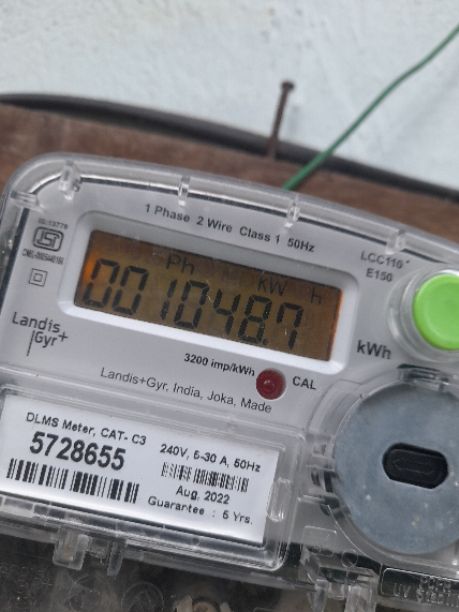 1 Phase 2 Wire Class 1 50Hz
IS:13779
LCC110
E150
Ph kW h
001048.7
Landis+
Gyr
3200 imp/kWh
kWh
CAL
Landis+Gyr, India, Joka, Made
DLMS Meter, CAT- C3
5728655
240V, 5-30 A, 50Hz
Aug, 2022
Guarantee : 5 Yrs.